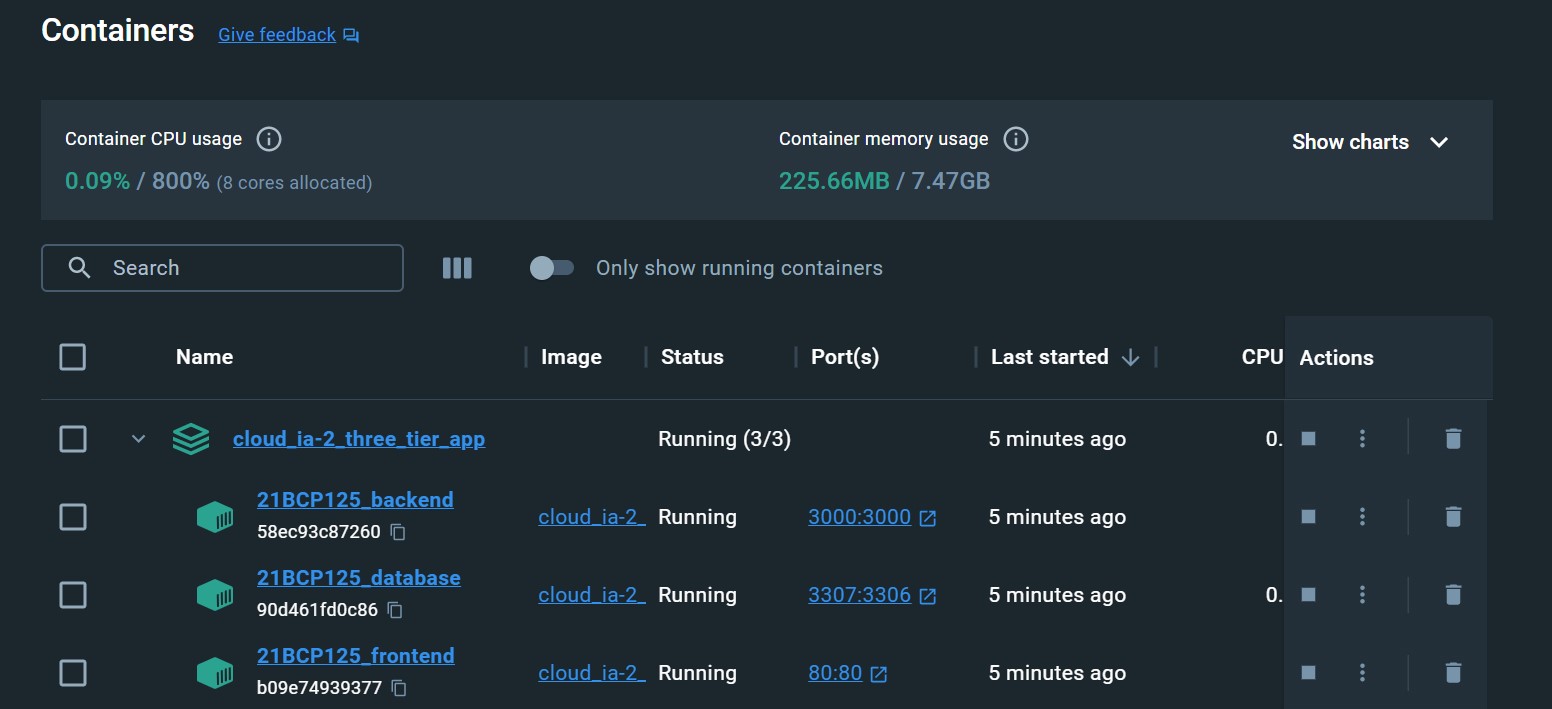 Containers Give feedback
Container CPU usage Container memory usage Show charts
0.09% / 800% (8 cores allocated) 225.66MB / 7.47GB
Search Only show running containers
Name Image Status Port(s) Last started CPU Actions
cloud_ia-2_three_tier_app Running (3/3) 5 minutes ago 0.
21BCP125_backend
58ec93c87260 cloud_ia-2_ Running 3000:3000 5 minutes ago
21BCP125_database
90d461fd0c86 cloud_ia-2_ Running 3307:3306 5 minutes ago 0.
21BCP125_frontend
b09e74939377 cloud_ia-2_ Running 80:80 5 minutes ago